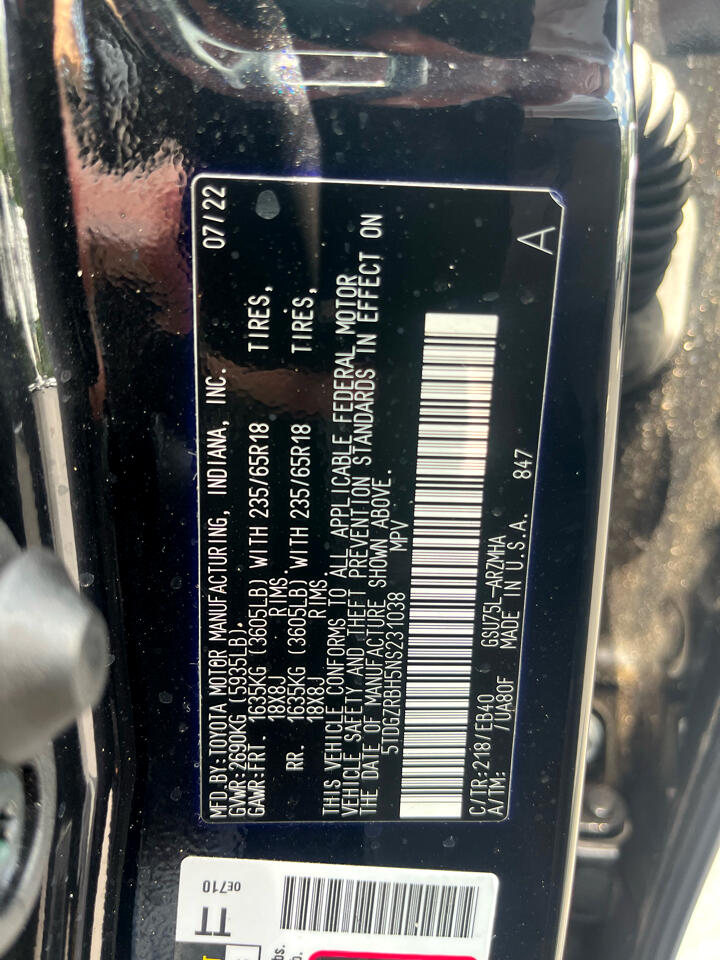 MFD.BY:TOYOTA MOTOR MANUFACTURING, INDIANA, INC. 07/22
GVWR:2690KG (5935LB).
GAWR:FRT. 1635KG (3605LB) WITH 235/65R18 TIRES,
18X8J RIMS.
RR. 1635KG (3605LB) WITH 235/65R18 TIRES,
18X8J RIMS.
THIS VEHICLE CONFORMS TO ALL APPLICABLE FEDERAL MOTOR
VEHICLE SAFETY AND THEFT PREVENTION STANDARDS IN EFFECT ON
THE DATE OF MANUFACTURE SHOWN ABOVE.
5TDGZRBH5NS231038 MPV
C/TR:218/EB40 GSU75L-ARZMHA
A/TM: /UA80F MADE IN U.S.A. 847
A
0E710
TT